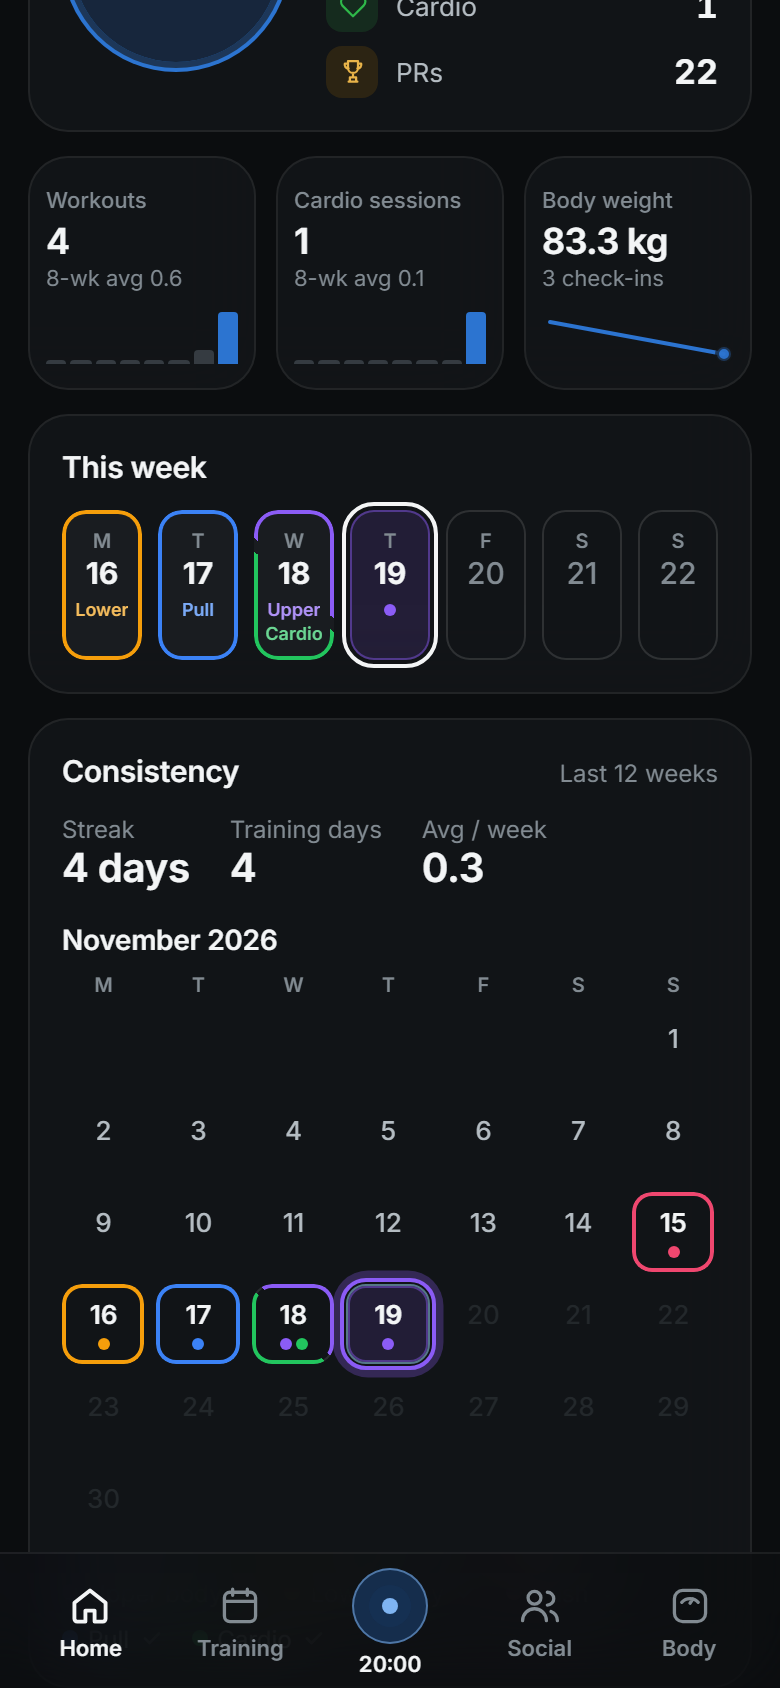 Cardio 1
PRs 22
Workouts
4
8-wk avg 0.6
Cardio sessions
1
8-wk avg 0.1
Body weight
83.3 kg
3 check-ins
This week
M T W T F S S
16 17 18 19 20 21 22
Lower Pull Upper
Cardio
Consistency Last 12 weeks
Streak Training days Avg / week
4 days 4 0.3
November 2026
M T W T F S S
1
2 3 4 5 6 7 8
9 10 11 12 13 14 15
16 17 18 19 20 21 22
23 24 25 26 27 28 29
30
Home Training 20:00 Social Body